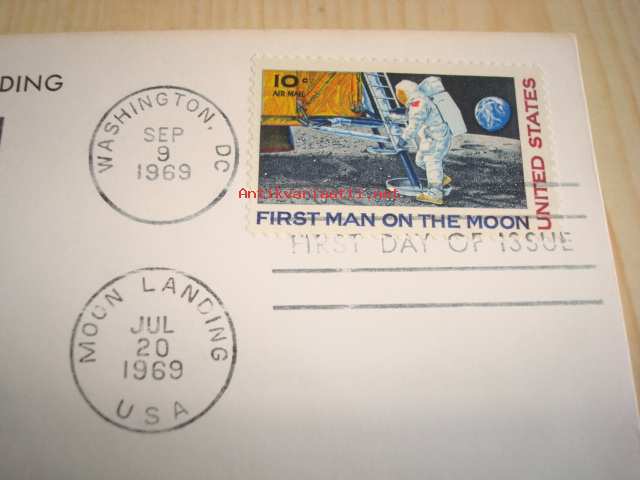 DING
WASHINGTON, DC
SEP
9
1969
10c
AIR MAIL
UNITED STATES
Antikvariaatti.net
FIRST MAN ON THE MOON
FIRST DAY OF ISSUE
MOON LANDING
JUL
20
1969
USA